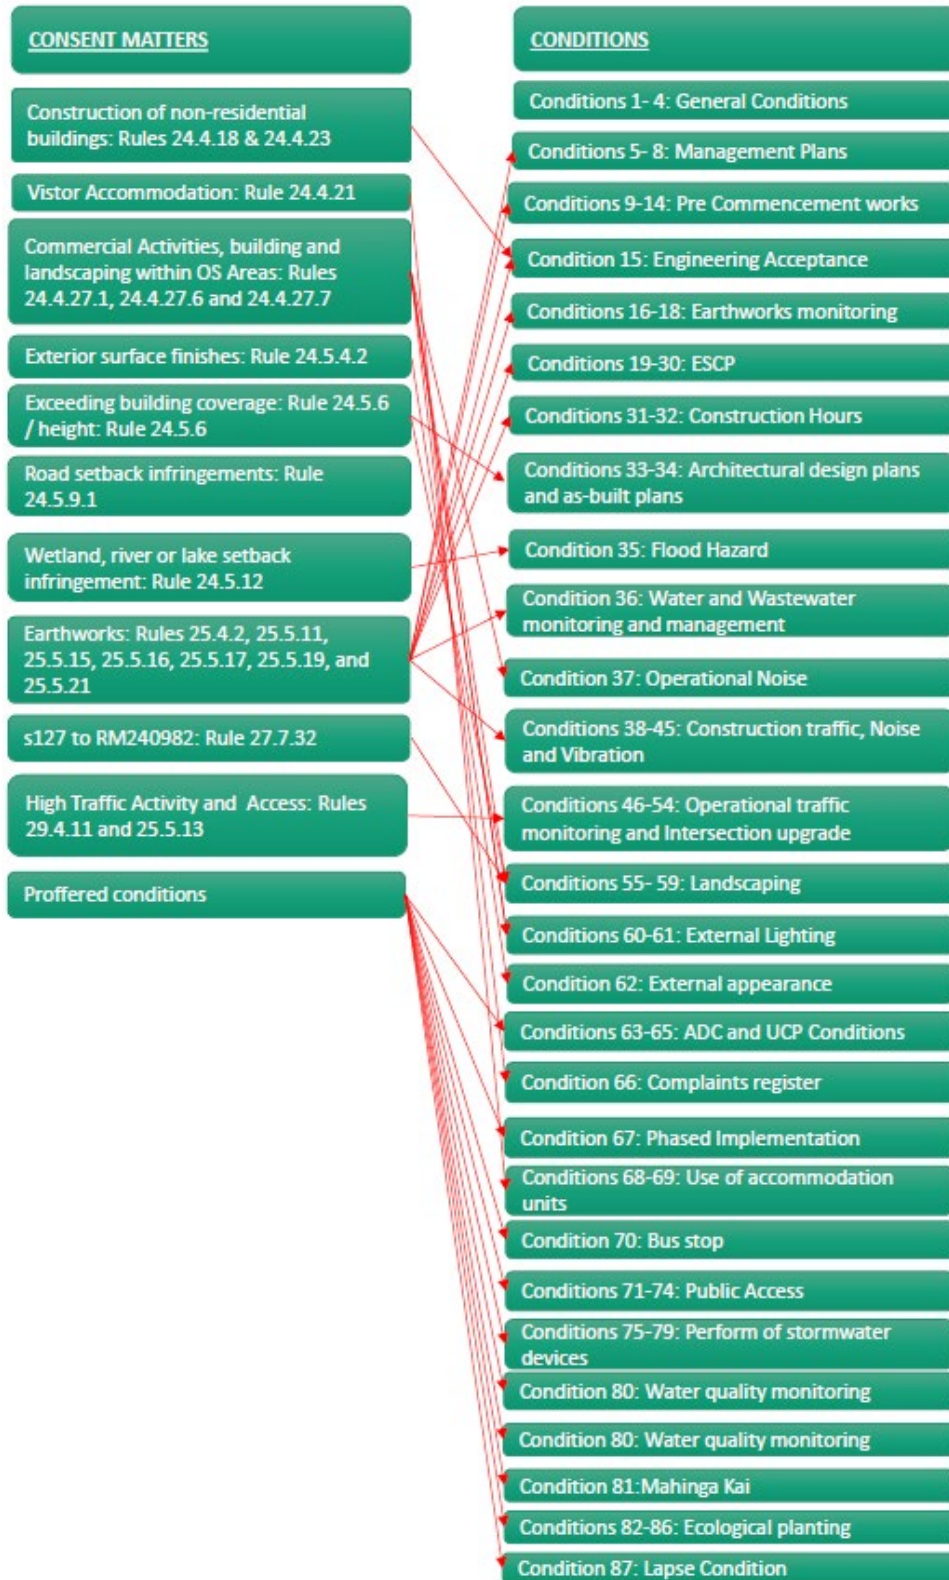 CONSENT MATTERS
Construction of non-residential
buildings: Rules 24.4.18 & 24.4.23
Vistor Accommodation: Rule 24.4.21
Commercial Activities, building and
landscaping within OS Areas: Rules
24.4.27.1, 24.4.27.6 and 24.4.27.7
Exterior surface finishes: Rule 24.5.4.2
Exceeding building coverage: Rule 24.5.6
/ height: Rule 24.5.6
Road setback infringements: Rule
24.5.9.1
Wetland, river or lake setback
infringement: Rule 24.5.12
Earthworks: Rules 25.4.2, 25.5.11,
25.5.15, 25.5.16, 25.5.17, 25.5.19, and
25.5.21
s127 to RM240982: Rule 27.7.32
High Traffic Activity and Access: Rules
29.4.11 and 25.5.13
Proffered conditions
CONDITIONS
Conditions 1- 4: General Conditions
Conditions 5- 8: Management Plans
Conditions 9-14: Pre Commencement works
Condition 15: Engineering Acceptance
Conditions 16-18: Earthworks monitoring
Conditions 19-30: ESCP
Conditions 31-32: Construction Hours
Conditions 33-34: Architectural design plans
and as-built plans
Condition 35: Flood Hazard
Condition 36: Water and Wastewater
monitoring and management
Condition 37: Operational Noise
Conditions 38-45: Construction traffic, Noise
and Vibration
Conditions 46-54: Operational traffic
monitoring and Intersection upgrade
Conditions 55- 59: Landscaping
Conditions 60-61: External Lighting
Condition 62: External appearance
Conditions 63-65: ADC and UCP Conditions
Condition 66: Complaints register
Condition 67: Phased Implementation
Conditions 68-69: Use of accommodation
units
Condition 70: Bus stop
Conditions 71-74: Public Access
Conditions 75-79: Perform of stormwater
devices
Condition 80: Water quality monitoring
Condition 80: Water quality monitoring
Condition 81:Mahinga Kai
Conditions 82-86: Ecological planting
Condition 87: Lapse Condition